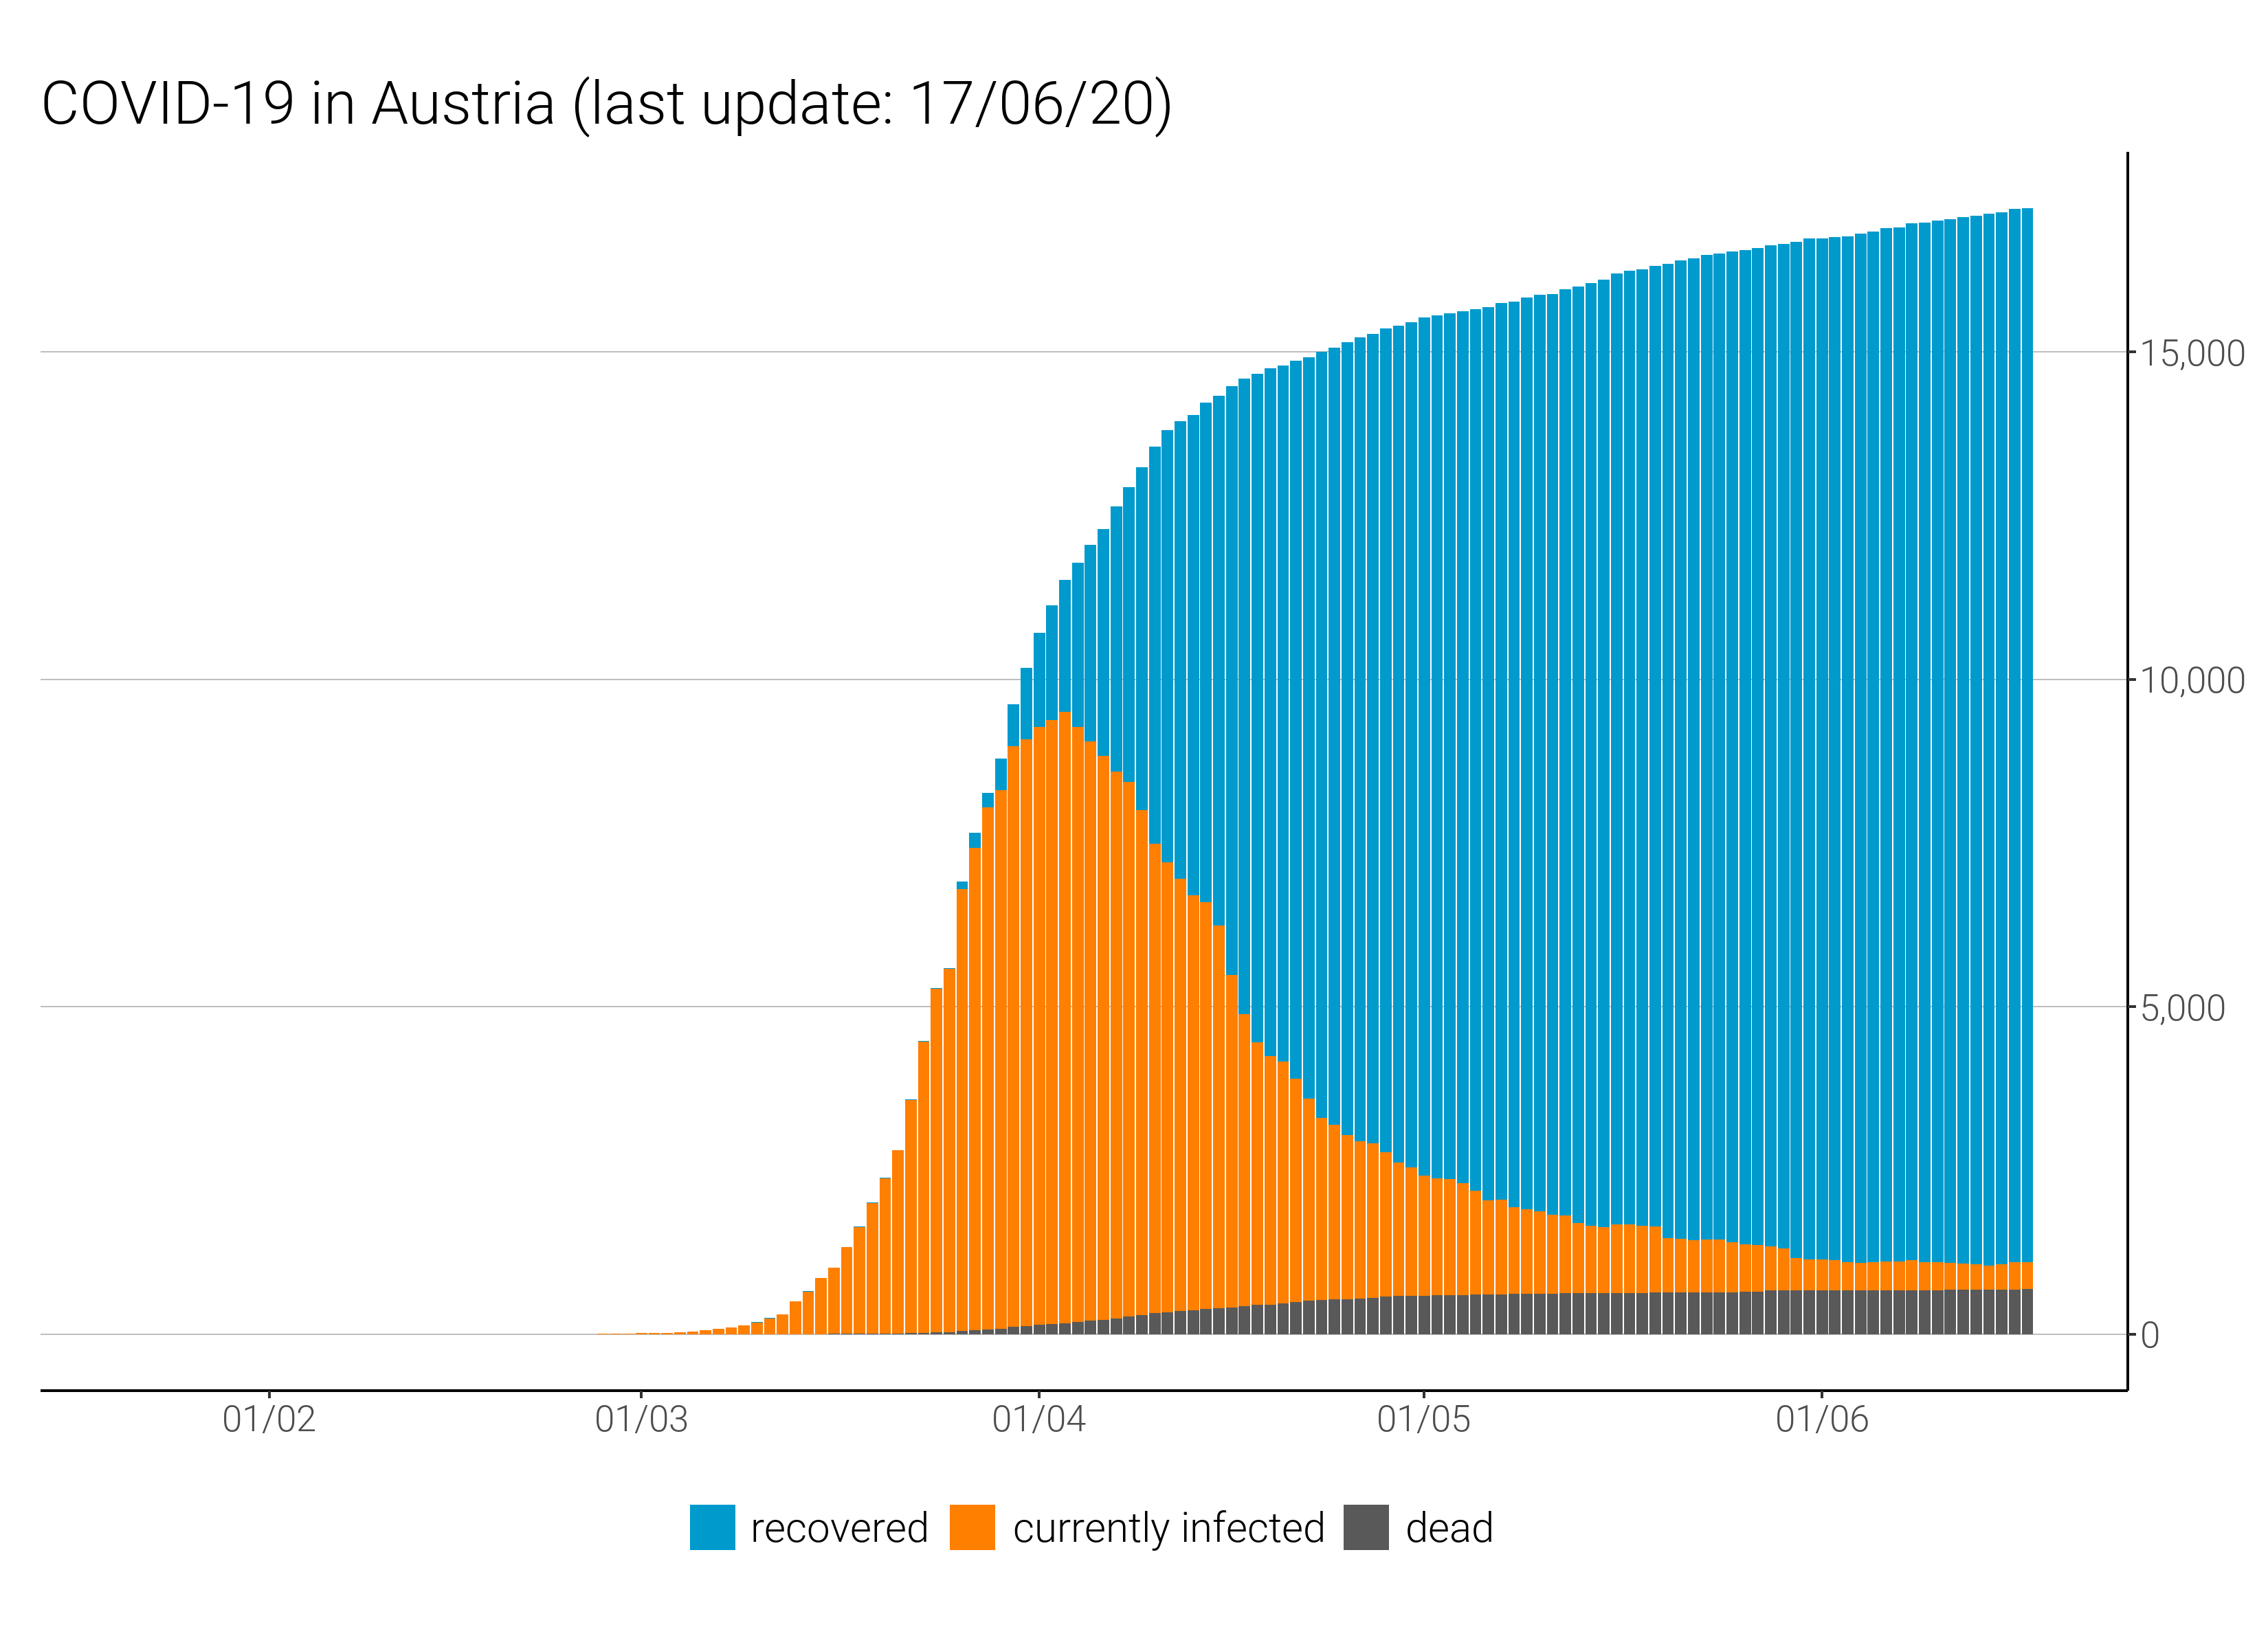 COVID-19 in Austria (last update: 17/06/20)
15,000
10,000
5,000
0
01/02 01/03 01/04 01/05 01/06
recovered currently infected dead